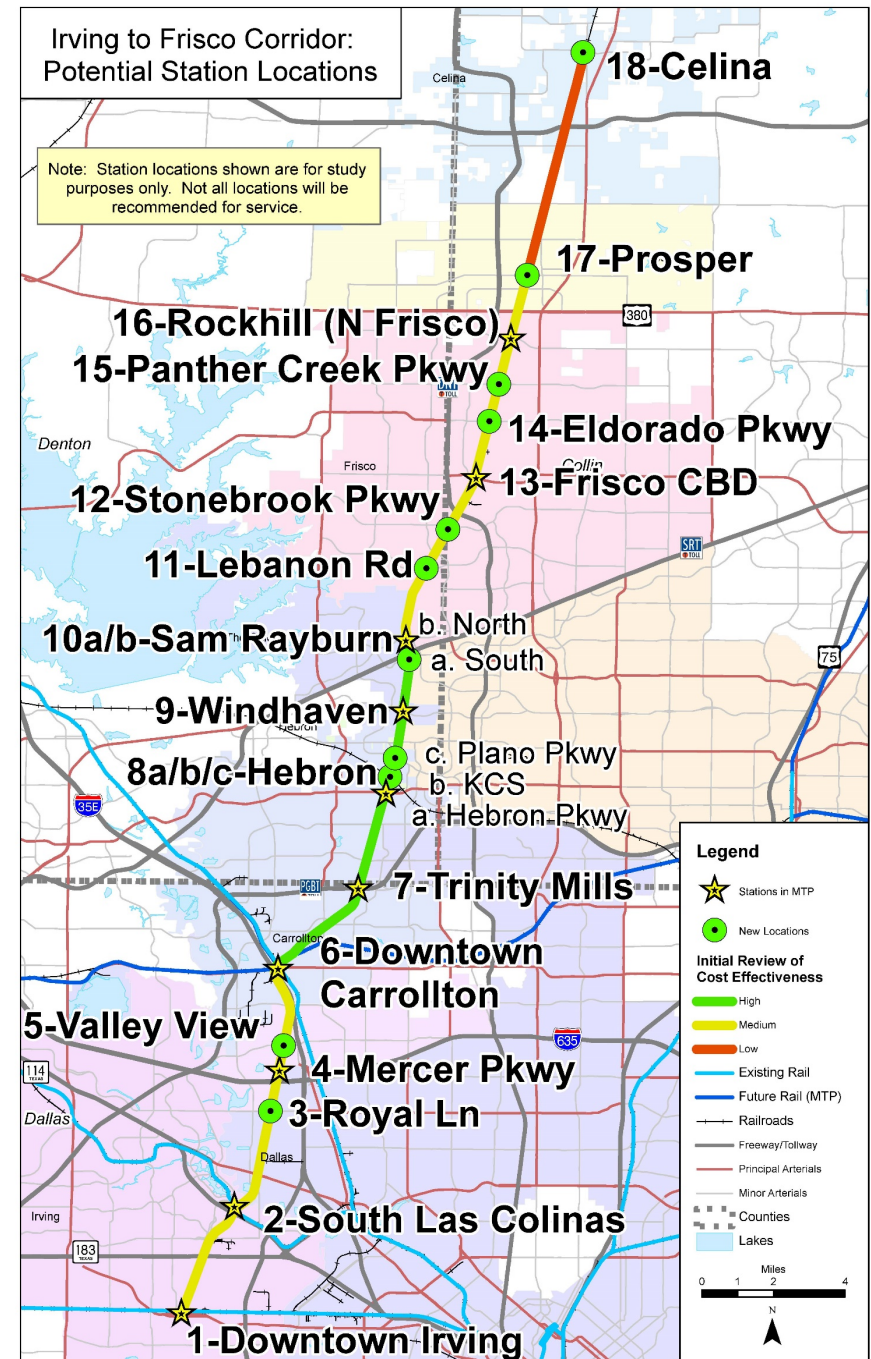 Irving to Frisco Corridor:
Potential Station Locations
Note: Station locations shown are for study
purposes only. Not all locations will be
recommended for service.
Celina
18-Celina
17-Prosper
380
16-Rockhill (N Frisco)
15-Panther Creek Pkwy
DNT
TOLL
14-Eldorado Pkwy
Denton
Frisco
Collin
13-Frisco CBD
12-Stonebrook Pkwy
SRT
TOLL
11-Lebanon Rd
b. North
10a/b-Sam Rayburn
a. South
75
9-Windhaven
Hebron
c. Plano Pkwy
8a/b/c-Hebron
b. KCS
a. Hebron Pkwy
35E
PGBT
7-Trinity Mills
Carrollton
6-Downtown
Carrollton
5-Valley View
635
4-Mercer Pkwy
114
TEXAS
3-Royal Ln
Dallas
Dallas
Irving
2-South Las Colinas
183
TEXAS
1-Downtown Irving
Legend
Stations in MTP
New Locations
Initial Review of
Cost Effectiveness
High
Medium
Low
Existing Rail
Future Rail (MTP)
Railroads
Freeway/Tollway
Principal Arterials
Minor Arterials
Counties
Lakes
Miles
0 1 2 4
N